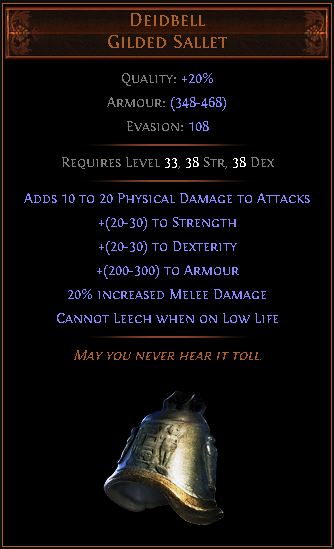 Deidbell
Gilded Sallet
Quality: +20%
Armour: (348-468)
Evasion: 108
Requires Level 33, 38 Str, 38 Dex
Adds 10 to 20 Physical Damage to Attacks
+(20-30) to Strength
+(20-30) to Dexterity
+(200-300) to Armour
20% increased Melee Damage
Cannot Leech when on Low Life
May you never hear it toll.